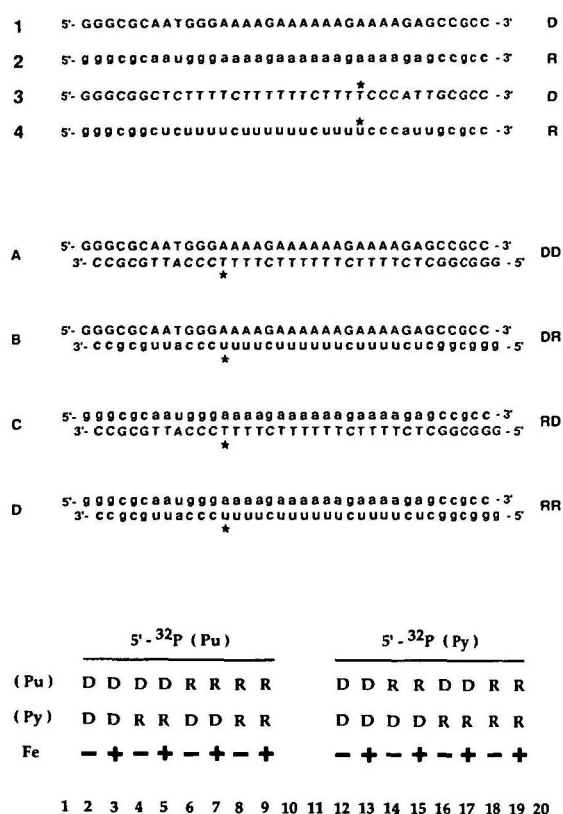 1 5'- GGGCGCAATGGGAAAAGAAAAAAGAAAAGAGCCGCC -3' D
2 5'- gggcgcaaugggaaaagaaaaaagaaaagagccgcc -3' R
*
3 5'- GGGCGGCTCTTTTCTTTTTTCTTTTCCCATTGCGCC -3' D
*
4 5'- gggcggcucuuuucuuuuuucuuuucccauugcgcc -3' R
5'- GGGCGCAATGGGAAAAGAAAAAAGAAAAGAGCCGCC -3'
A DD
3'- CCGCGTTACCCTTTTCTTTTTTCTTTTCTCGGCGGG -5'
*
5'- GGGCGCAATGGGAAAAGAAAAAAGAAAAGAGCCGCC -3'
B DR
3'- ccgcguuacccuuuucuuuuuucuuuucucggcggg -5'
*
5'- gggcgcaaugggaaaagaaaaaagaaaagagccgcc -3'
C RD
3'- CCGCGTTACCCTTTTCTTTTTTCTTTTCTCGGCGGG -5'
*
5'- gggcgcaaugggaaaagaaaaaagaaaagagccgcc -3'
D RR
3'- ccgcguuacccuuuucuuuuuucuuuucucggcggg -5'
*
5' - 32P ( Pu ) 5' - 32P ( Py )
(Pu) D D D D R R R R D D R R D D R R
(Py) D D R R D D R R D D D D R R R R
Fe - + - + - + - + - + - + - + - +
1 2 3 4 5 6 7 8 9 10 11 12 13 14 15 16 17 18 19 20